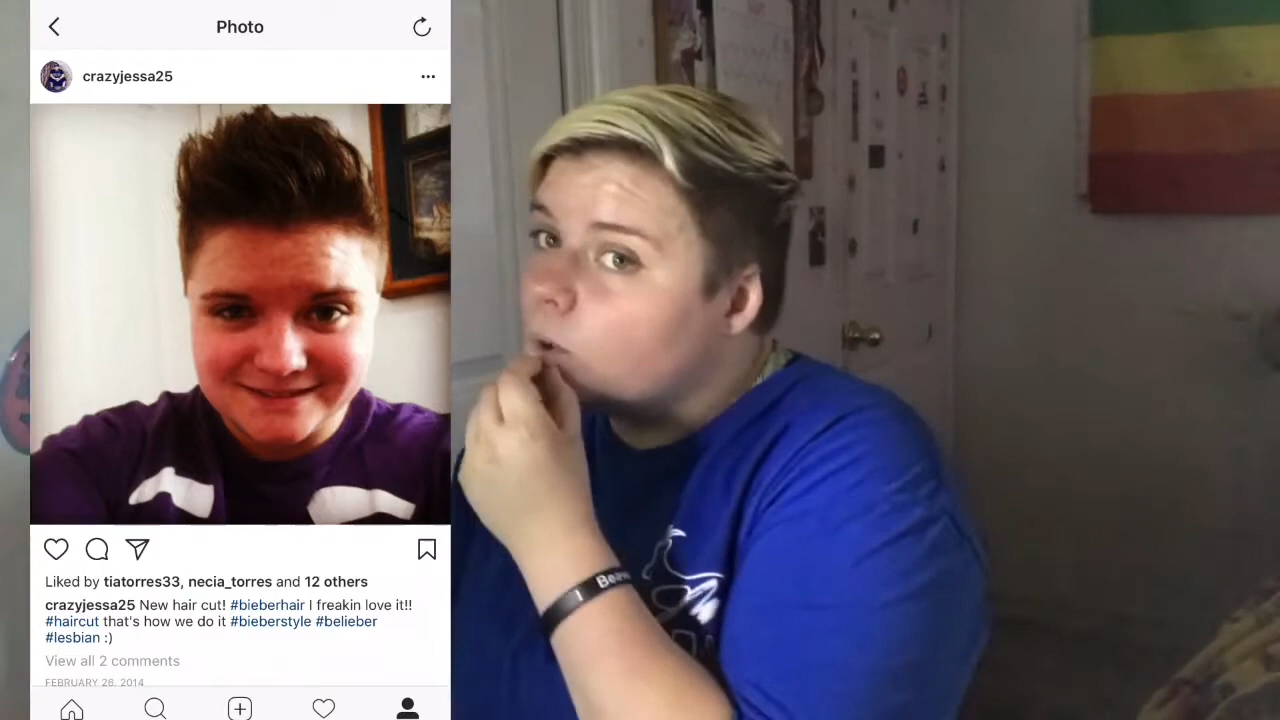 Photo
crazyjessa25
Liked by tiatorres33, necia_torres and 12 others
crazyjessa25 New hair cut! #bieberhair I freakin love it!!
#haircut that's how we do it #bieberstyle #belieber
#lesbian :)
View all 2 comments
FEBRUARY 26, 2014